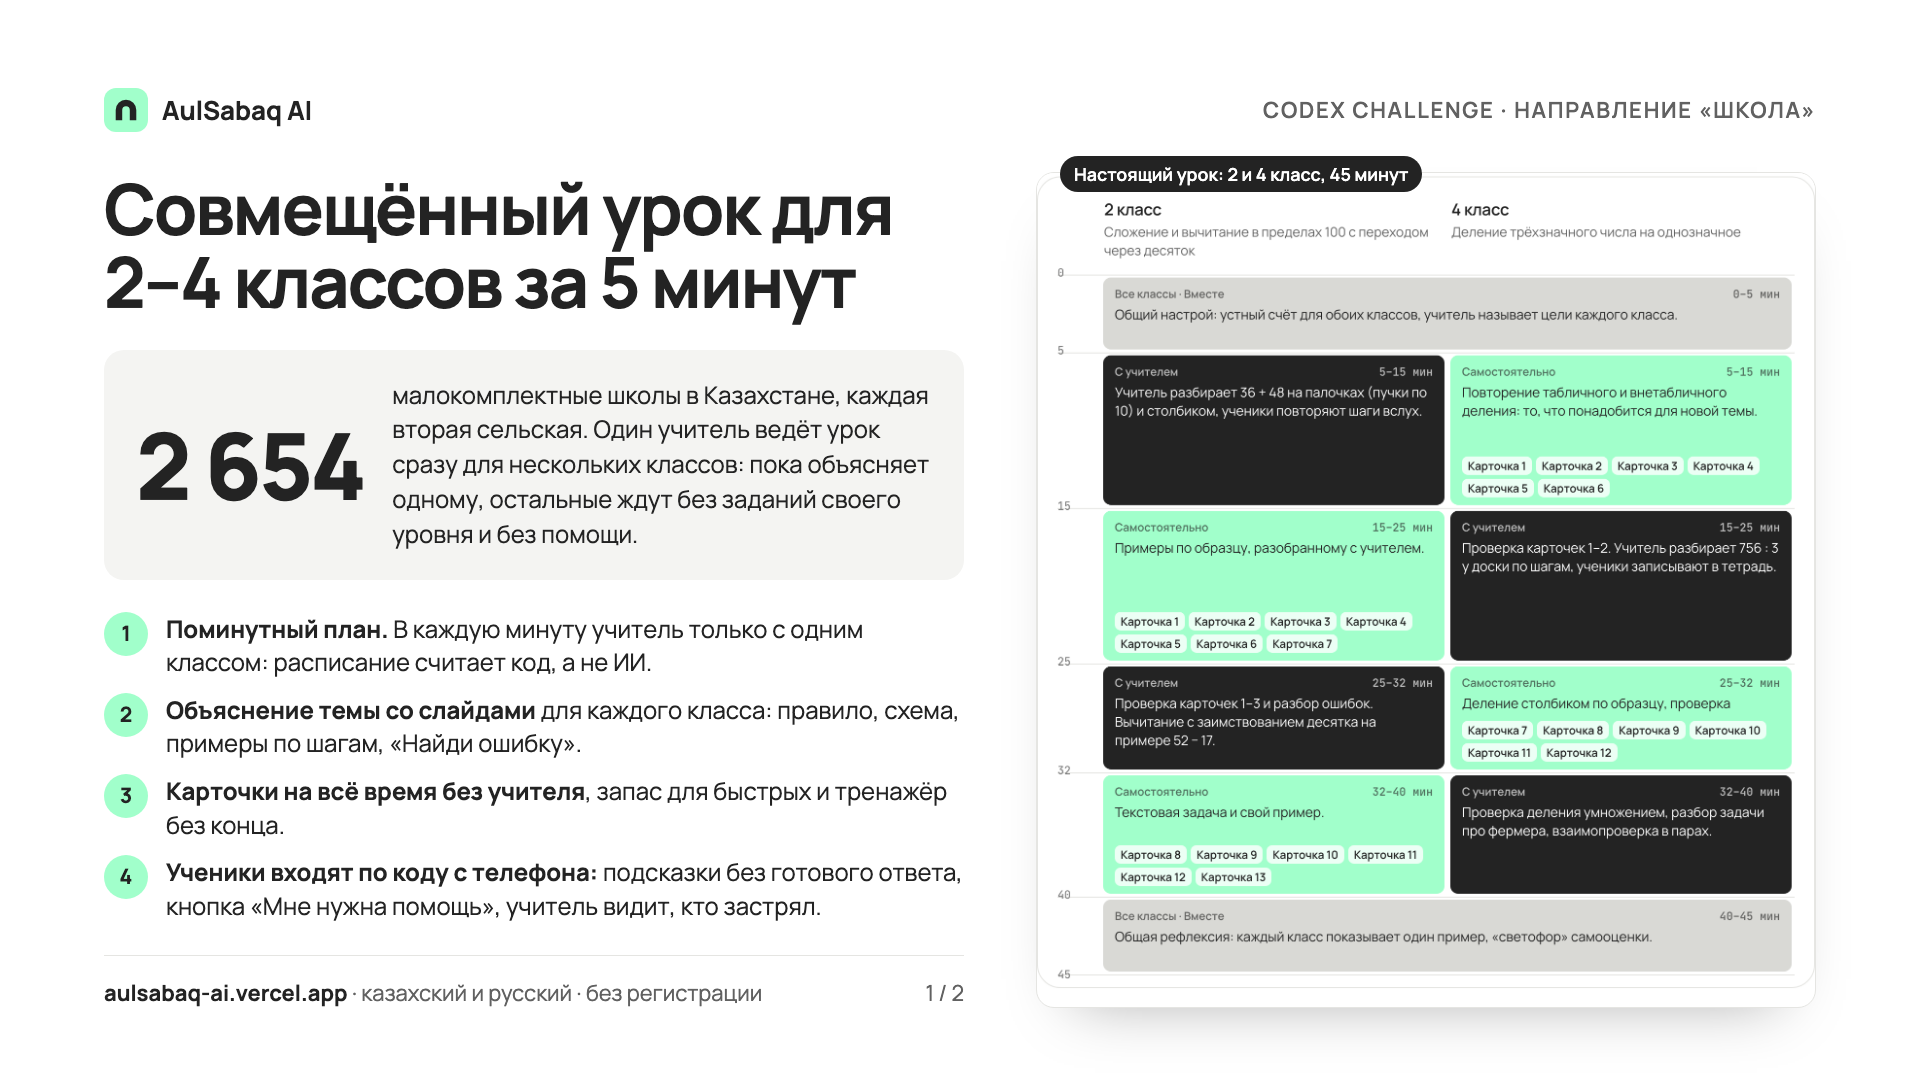 AulSabaq AI
CODEX CHALLENGE · НАПРАВЛЕНИЕ «ШКОЛА»
Совмещённый урок для
2–4 классов за 5 минут
2 654
малокомплектные школы в Казахстане, каждая
вторая сельская. Один учитель ведёт урок
сразу для нескольких классов: пока объясняет
одному, остальные ждут без заданий своего
уровня и без помощи.
1
Поминутный план. В каждую минуту учитель только с одним
классом: расписание считает код, а не ИИ.
2
Объяснение темы со слайдами для каждого класса: правило, схема,
примеры по шагам, «Найди ошибку».
3
Карточки на всё время без учителя, запас для быстрых и тренажёр
без конца.
4
Ученики входят по коду с телефона: подсказки без готового ответа,
кнопка «Мне нужна помощь», учитель видит, кто застрял.
aulsabaq-ai.vercel.app · казахский и русский · без регистрации
1 / 2
Настоящий урок: 2 и 4 класс, 45 минут
2 класс
Сложение и вычитание в пределах 100 с переходом
через десяток
4 класс
Деление трёхзначного числа на однозначное
0
Все классы · Вместе
0–5 мин
Общий настрой: устный счёт для обоих классов, учитель называет цели каждого класса.
5
С учителем
5–15 мин
Учитель разбирает 36 + 48 на палочках (пучки по
10) и столбиком, ученики повторяют шаги вслух.
Самостоятельно
5–15 мин
Повторение табличного и внетабличного
деления: то, что понадобится для новой темы.
Карточка 1 Карточка 2 Карточка 3 Карточка 4
Карточка 5 Карточка 6
15
Самостоятельно
15–25 мин
Примеры по образцу, разобранному с учителем.
Карточка 1 Карточка 2 Карточка 3 Карточка 4
Карточка 5 Карточка 6 Карточка 7
С учителем
15–25 мин
Проверка карточек 1–2. Учитель разбирает 756 : 3
у доски по шагам, ученики записывают в тетрадь.
25
С учителем
25–32 мин
Проверка карточек 1–3 и разбор ошибок.
Вычитание с заимствованием десятка на
примере 52 − 17.
Самостоятельно
25–32 мин
Деление столбиком по образцу, проверка
Карточка 7 Карточка 8 Карточка 9 Карточка 10
Карточка 11 Карточка 12
32
Самостоятельно
32–40 мин
Текстовая задача и свой пример.
Карточка 8 Карточка 9 Карточка 10 Карточка 11
Карточка 12 Карточка 13
С учителем
32–40 мин
Проверка деления умножением, разбор задачи
про фермера, взаимопроверка в парах.
40
Все классы · Вместе
40–45 мин
Общая рефлексия: каждый класс показывает один пример, «светофор» самооценки.
45